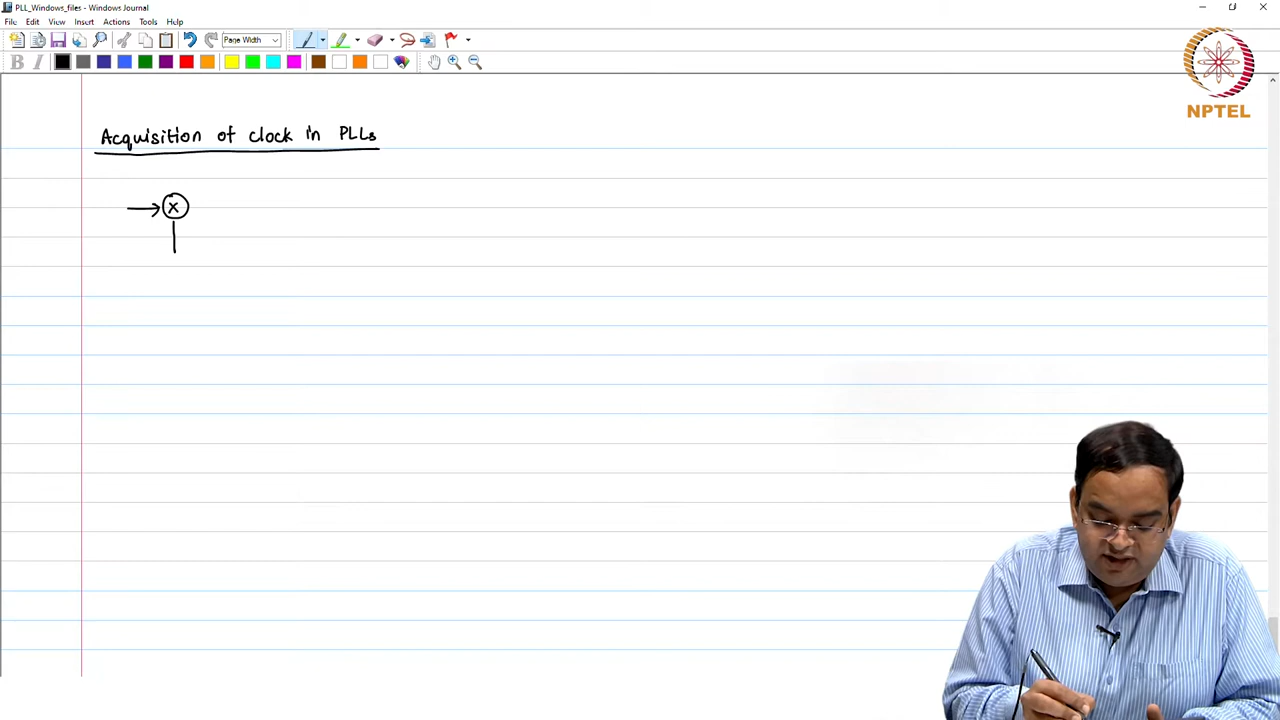 PLL_Windows_files - Windows Journal
File Edit View Insert Actions Tools Help
Page Width
B I
NPTEL
Acquisition of clock in PLLs
x